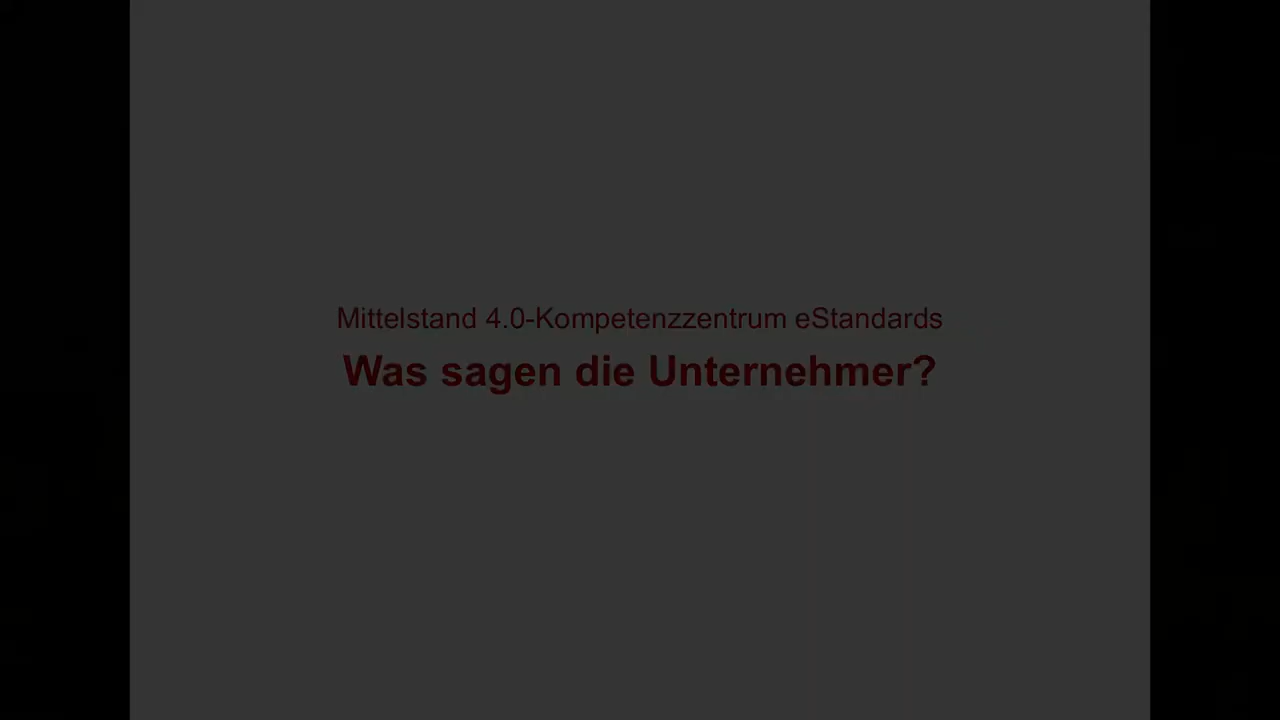 Mittelstand 4.0-Kompetenzzentrum eStandards
Was sagen die Unternehmer?